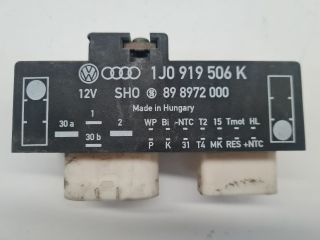 1J0 919 506 K
12V SHO S 89 8972 000
Made in Hungary
1
30 a 2 WP Bi -NTC T2 15 Tmot HL
30 b
P K 31 T4 MK RES +NTC